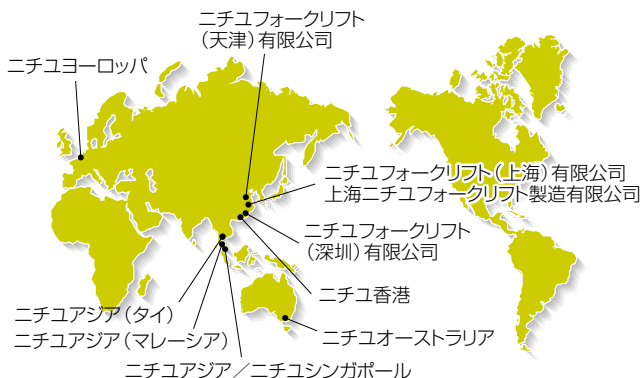 ニチユフォークリフト
（天津）有限公司
ニチユヨーロッパ
ニチユフォークリフト（上海）有限公司
上海ニチユフォークリフト製造有限公司
ニチユフォークリフト
（深圳）有限公司
ニチユ香港
ニチユアジア（タイ）
ニチユオーストラリア
ニチユアジア（マレーシア）
ニチユアジア／ニチユシンガポール